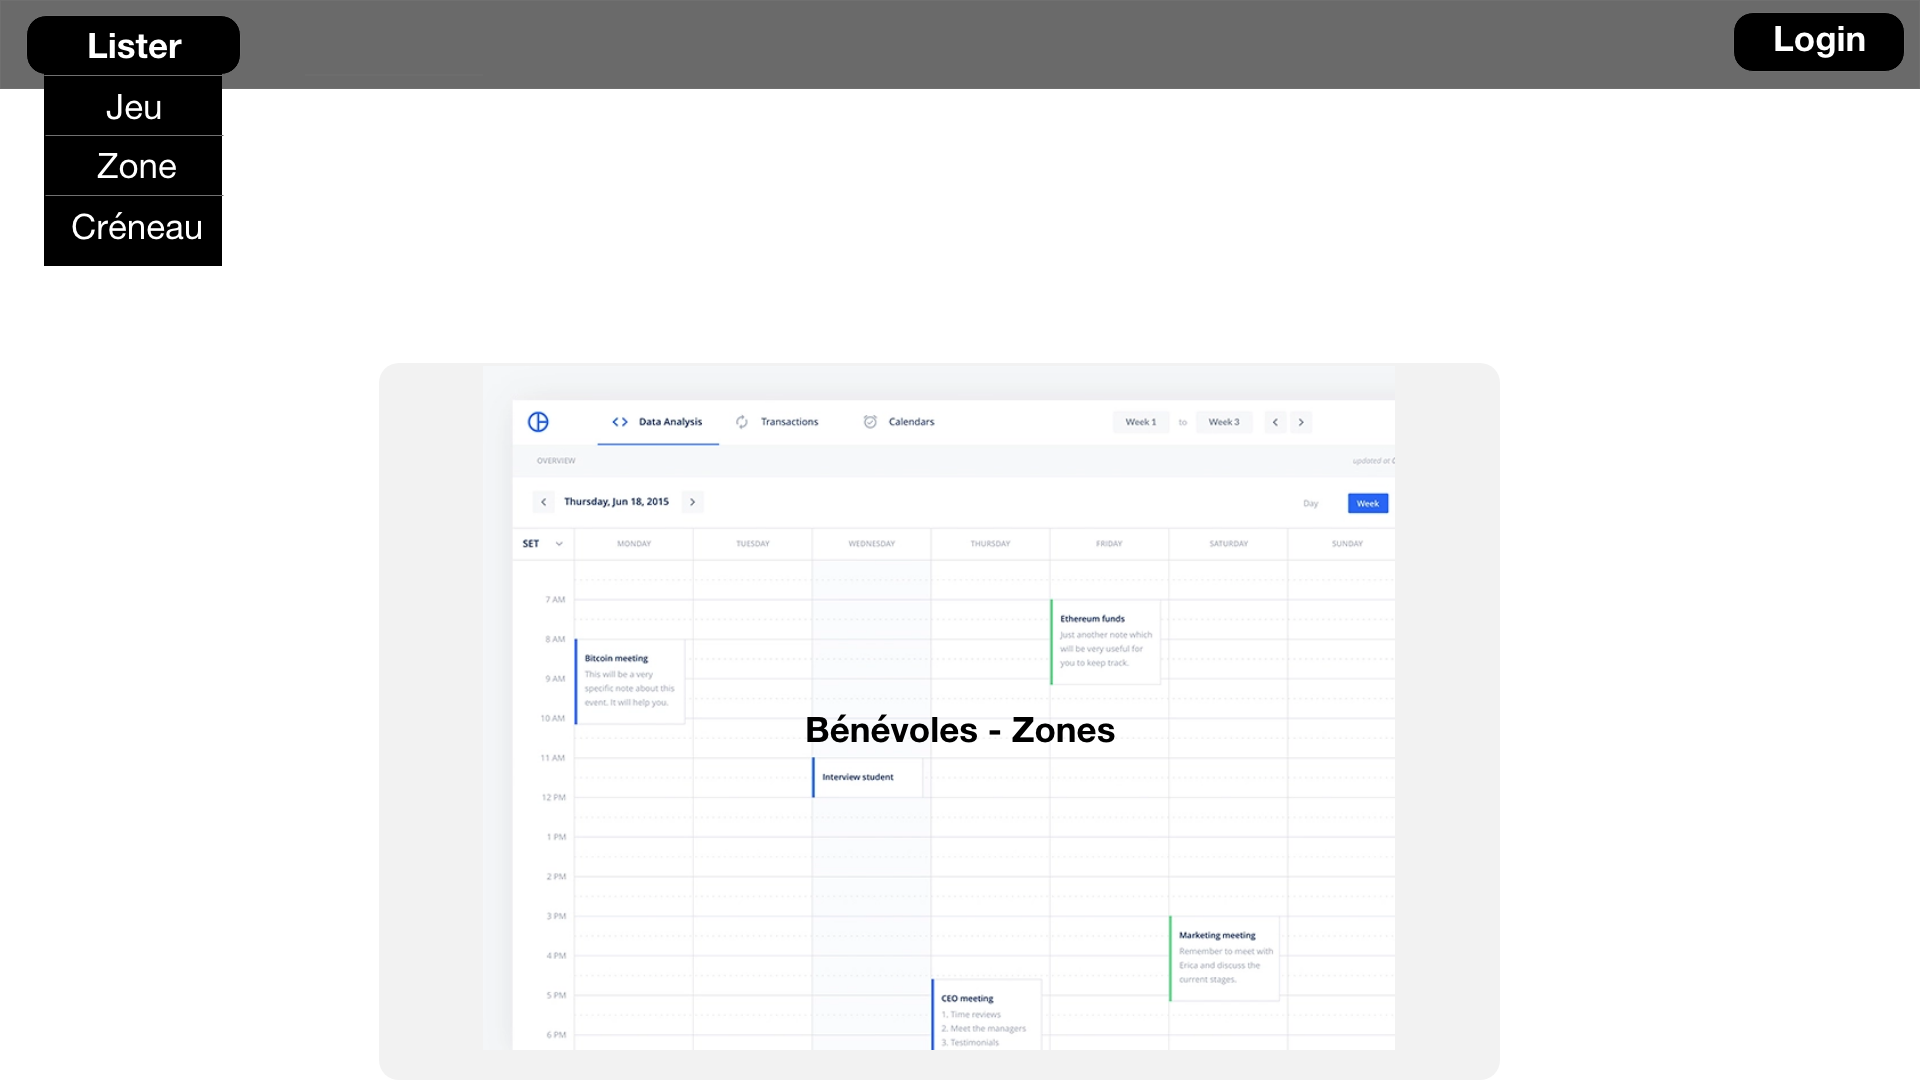 Lister
Login
Jeu
Zone
Créneau
Data Analysis
Transactions
Calendars
Week 1
to
Week 3
OVERVIEW
updated at
Thursday, Jun 18, 2015
Day
Week
SET
MONDAY
TUESDAY
WEDNESDAY
THURSDAY
FRIDAY
SATURDAY
SUNDAY
7 AM
Ethereum funds
Just another note which
will be very useful for
you to keep track.
8 AM
Bitcoin meeting
This will be a very
specific note about this
event. It will help you.
9 AM
10 AM
Bénévoles - Zones
11 AM
Interview student
12 PM
1 PM
2 PM
3 PM
Marketing meeting
Remember to meet with
Erica and discuss the
current stages.
4 PM
5 PM
CEO meeting
1. Time reviews
2. Meet the managers
3. Testimonials
6 PM